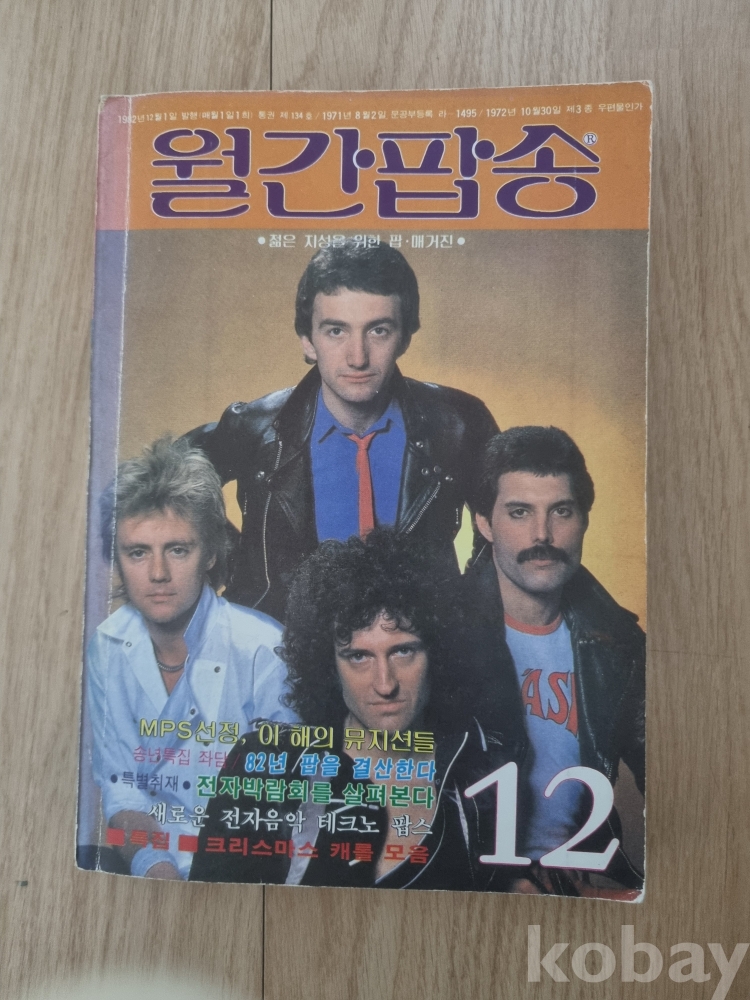 1982년 12월 1일 발행·매월 1일 1회 통권 제 134호 / 1971년 8월 2일 문공부등록 라- 1495 / 1972년 10월 30일 제 3종 우편물인가
월간팝송®
•젊은 지성을 위한 팝·매거진•
ASI
MPS선정, 이 해의 뮤지션들
송년특집 좌담/82년 팝을 결산한다
•특별취재•전자박람회를 살펴본다
새로운 전자음악 테크노 팝스
■특집■크리스마스 캐롤 모음
12
kobay